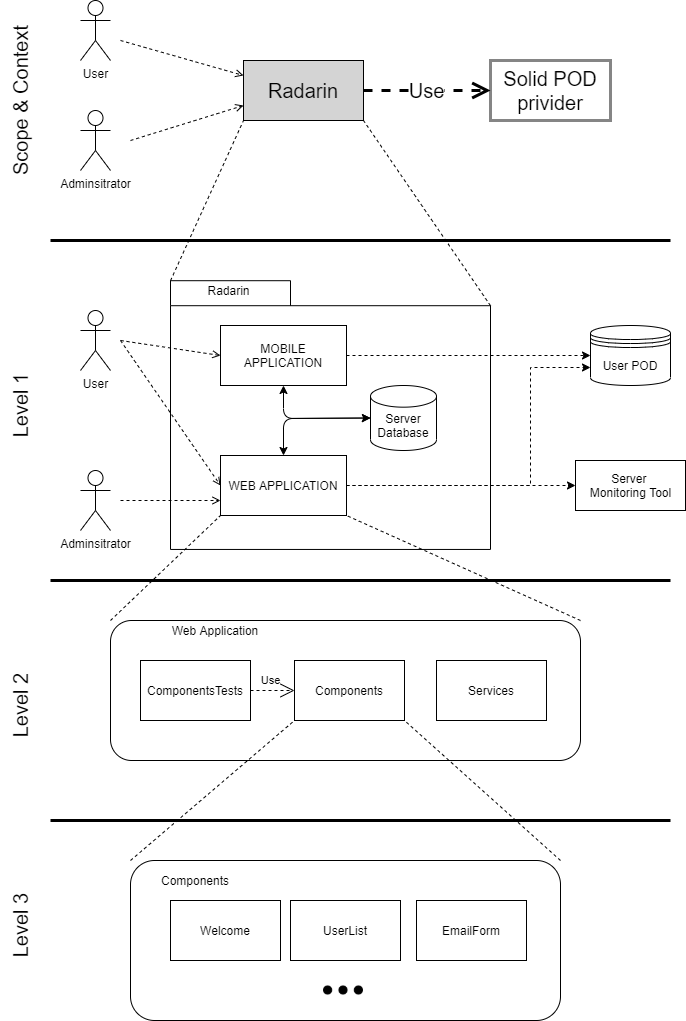 Scope & Context
User
Adminsitrator
Radarin
Use
Solid POD
privider
Level 1
Radarin
User
Adminsitrator
MOBILE
APPLICATION
Server
Database
WEB APPLICATION
User POD
Server
Monitoring Tool
Level 2
Web Application
ComponentsTests
Use
Components
Services
Level 3
Components
Welcome
UserList
EmailForm